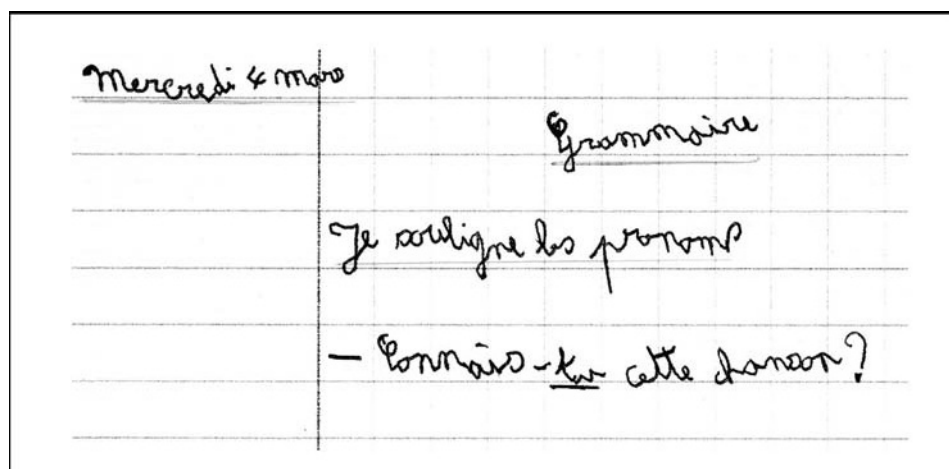 Mercredi 4 mars
Grammaire
Je souligne les pronoms
- Connais-tu cette chanson ?